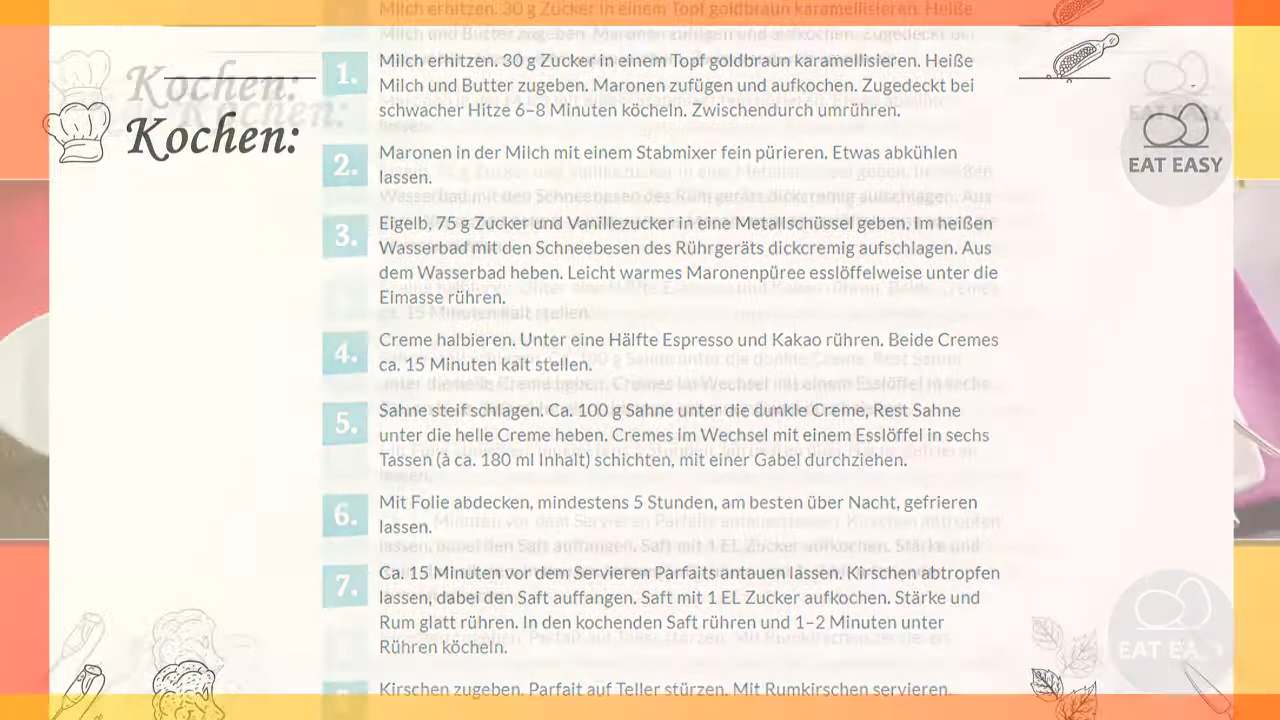 Kochen:
1.
Milch erhitzen. 30 g Zucker in einem Topf goldbraun karamellisieren. Heiße
Milch und Butter zugeben. Maronen zufügen und aufkochen. Zugedeckt bei
schwacher Hitze 6–8 Minuten köcheln. Zwischendurch umrühren.
2.
Maronen in der Milch mit einem Stabmixer fein pürieren. Etwas abkühlen
lassen.
3.
Eigelb, 75 g Zucker und Vanillezucker in eine Metallschüssel geben. Im heißen
Wasserbad mit den Schneebesen des Rührgeräts dickcremig aufschlagen. Aus
dem Wasserbad heben. Leicht warmes Maronenpüree esslöffelweise unter die
Eimasse rühren.
4.
Creme halbieren. Unter eine Hälfte Espresso und Kakao rühren. Beide Cremes
ca. 15 Minuten kalt stellen.
5.
Sahne steif schlagen. Ca. 100 g Sahne unter die dunkle Creme, Rest Sahne
unter die helle Creme heben. Cremes im Wechsel mit einem Esslöffel in sechs
Tassen (à ca. 180 ml Inhalt) schichten, mit einer Gabel durchziehen.
6.
Mit Folie abdecken, mindestens 5 Stunden, am besten über Nacht, gefrieren
lassen.
7.
Ca. 15 Minuten vor dem Servieren Parfaits antauen lassen. Kirschen abtropfen
lassen, dabei den Saft auffangen. Saft mit 1 EL Zucker aufkochen. Stärke und
Rum glatt rühren. In den kochenden Saft rühren und 1–2 Minuten unter
Rühren köcheln.
Kirschen zugeben. Parfait auf Teller stürzen. Mit Rumkirschen servieren.
EAT EASY
EAT EASY